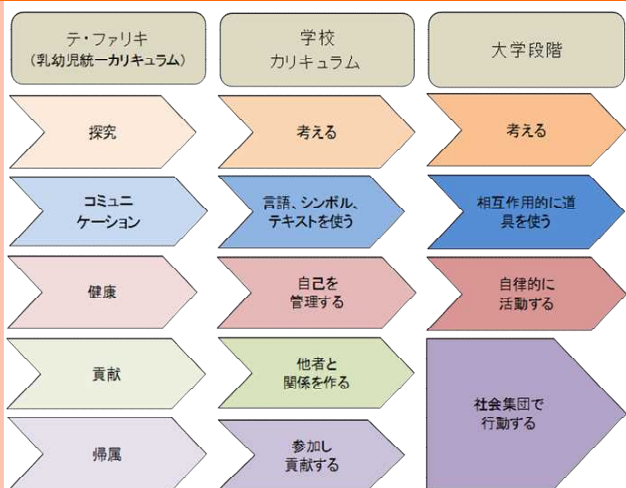 テ・ファリキ
(乳幼児統一カリキュラム)
学校
カリキュラム
大学段階
探究
考える
考える
コミュニ
ケーション
言語、シンボル、
テキストを使う
相互作用的に道
具を使う
健康
自己を
管理する
自律的に
活動する
貢献
他者と
関係を作る
社会集団で
行動する
帰属
参加し
貢献する